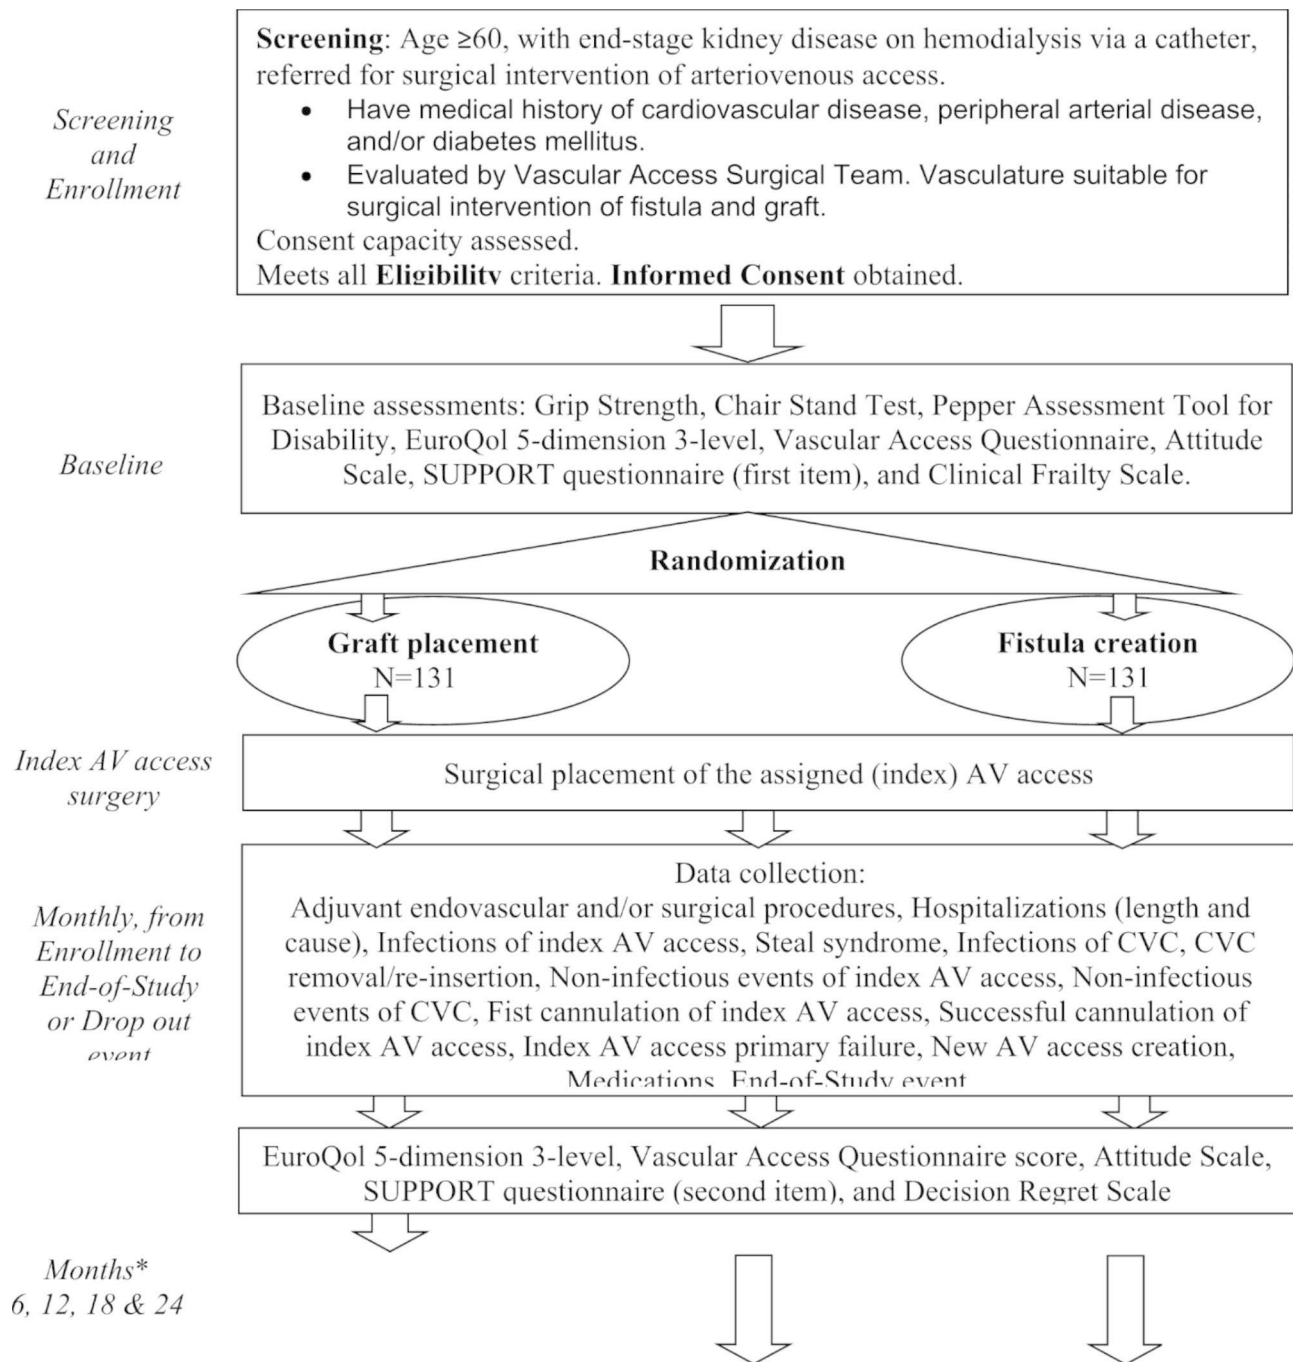 Screening: Age ≥60, with end-stage kidney disease on hemodialysis via a catheter,
referred for surgical intervention of arteriovenous access.
• Have medical history of cardiovascular disease, peripheral arterial disease,
and/or diabetes mellitus.
• Evaluated by Vascular Access Surgical Team. Vasculature suitable for
surgical intervention of fistula and graft.
Consent capacity assessed.
Meets all Eligibility criteria. Informed Consent obtained.
Screening
and
Enrollment
Baseline assessments: Grip Strength, Chair Stand Test, Pepper Assessment Tool for
Disability, EuroQol 5-dimension 3-level, Vascular Access Questionnaire, Attitude
Scale, SUPPORT questionnaire (first item), and Clinical Frailty Scale.
Baseline
Randomization
Graft placement
N=131
Fistula creation
N=131
Index AV access
surgery
Surgical placement of the assigned (index) AV access
Monthly, from
Enrollment to
End-of-Study
or Drop out
event
Data collection:
Adjuvant endovascular and/or surgical procedures, Hospitalizations (length and
cause), Infections of index AV access, Steal syndrome, Infections of CVC, CVC
removal/re-insertion, Non-infectious events of index AV access, Non-infectious
events of CVC, Fist cannulation of index AV access, Successful cannulation of
index AV access, Index AV access primary failure, New AV access creation,
Medications, End-of-Study event
EuroQol 5-dimension 3-level, Vascular Access Questionnaire score, Attitude Scale,
SUPPORT questionnaire (second item), and Decision Regret Scale
Months*
6, 12, 18 & 24